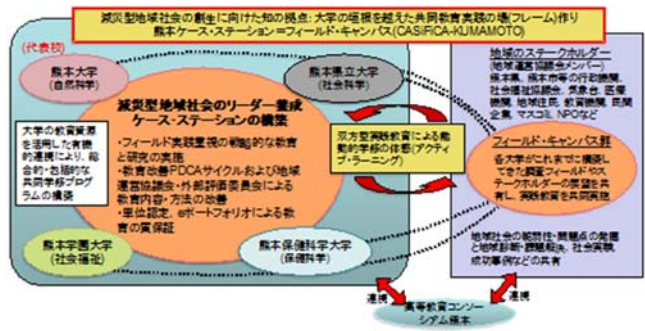 減災型地域社会の創生に向けた知の拠点: 大学の垣根を越えた共同教育実践の場(フレーム)作り
熊本ケース・ステーション=フィールド・キャンパス(CASiFiCA-KUMAMOTO)
(代表校)
熊本大学
(自然科学)
熊本県立大学
(社会科学)
減災型地域社会のリーダー養成
ケース・ステーションの構築
・フィールド実践重視の戦略的な教育
と研究の実施
・教育改善PDCAサイクルおよび地域
運営協議会・外部評価委員会による
教育内容・方法の改善
・単位認定、eポートフォリオによる教
育の質保証
大学の教育資源
を活用した有機
的連携により、総
合的・包括的な
共同学修プログ
ラムの構築
熊本学園大学
(社会福祉)
熊本保健科学大学
(保健科学)
双方型実践教育による能
動的学修の体感(アクティ
ブ・ラーニング)
地域のステークホルダー
(地域運営協議会メンバー)
熊本県、熊本市等の行政機関、
社会福祉協議会、気象台、医療
機関、地域住民、教育機関、民間
企業、マスコミ、NPOなど
フィールド・キャンパス群
各大学がこれまでに構築し
てきた調査フィールドやス
テークホルダーの展望を共
有し、実践教育を共同実施
地域社会の脆弱性・問題点の発掘
と地域診断・課題解決、社会実験
成功事例などの共有
連携
連携
高等教育コンソー
シアム熊本